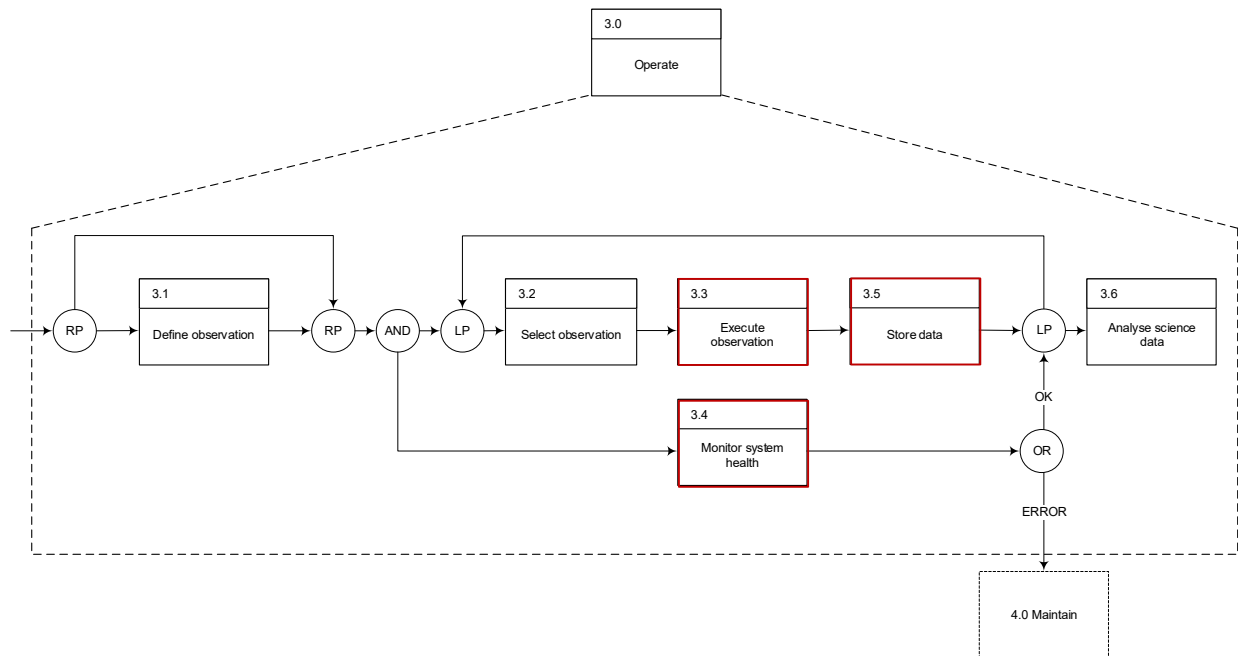 3.0
Operate
3.1
Define observation
3.2
Select observation
3.3
Execute
observation
3.5
Store data
3.6
Analyse science
data
RP
RP
AND
LP
LP
OK
3.4
Monitor system
health
OR
ERROR
4.0 Maintain